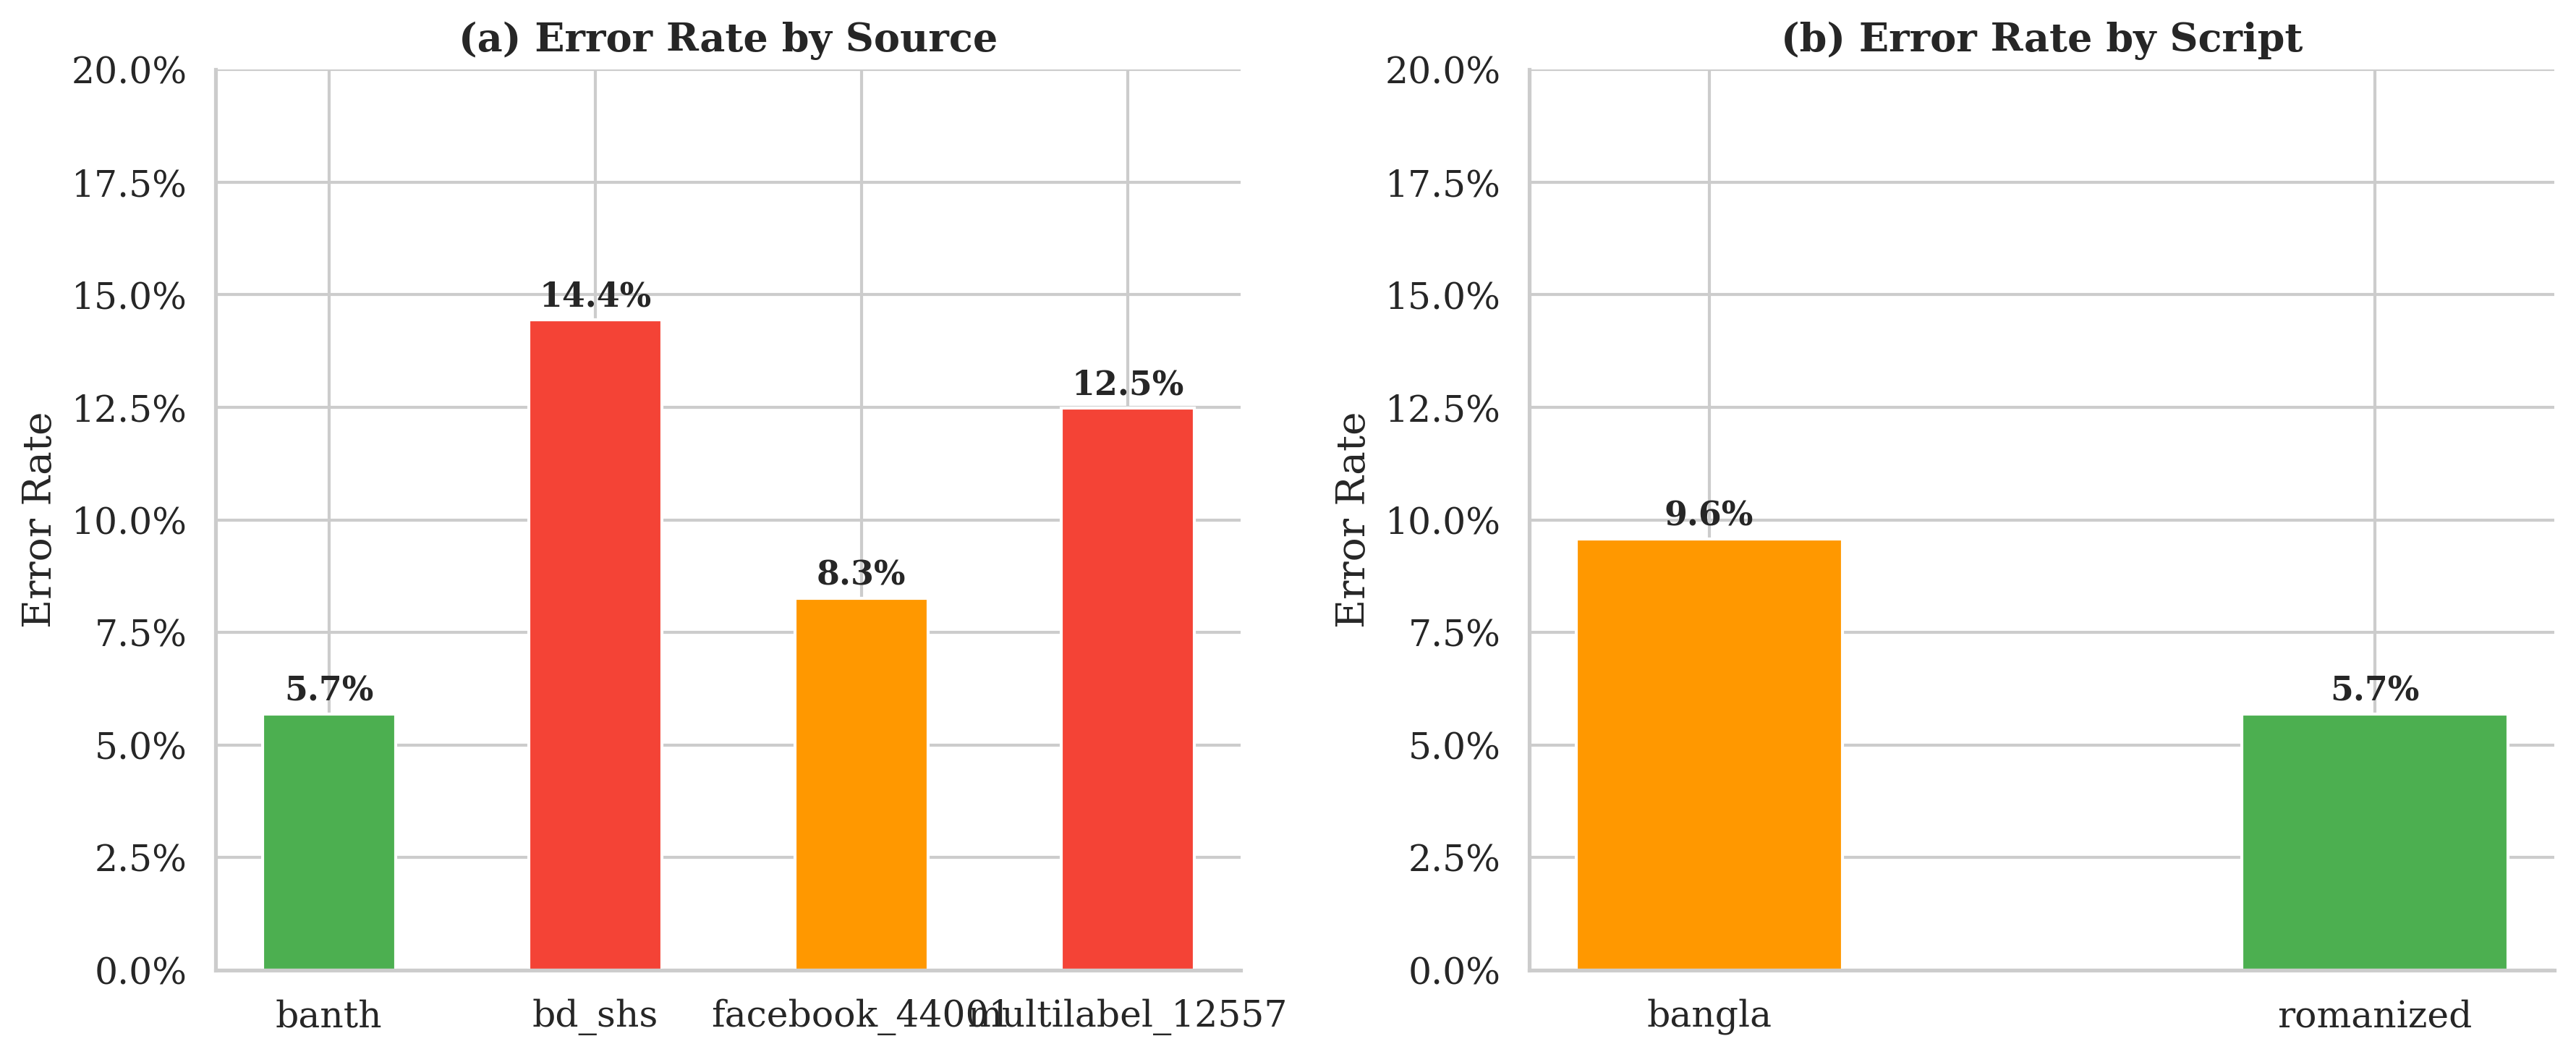 (a) Error Rate by Source
20.0%
17.5%
15.0%
12.5%
10.0%
7.5%
5.0%
2.5%
0.0%
Error Rate
5.7%
14.4%
8.3%
12.5%
banth
bd_shs
facebook_44001
multilabel_12557
(b) Error Rate by Script
20.0%
17.5%
15.0%
12.5%
10.0%
7.5%
5.0%
2.5%
0.0%
Error Rate
9.6%
5.7%
bangla
romanized